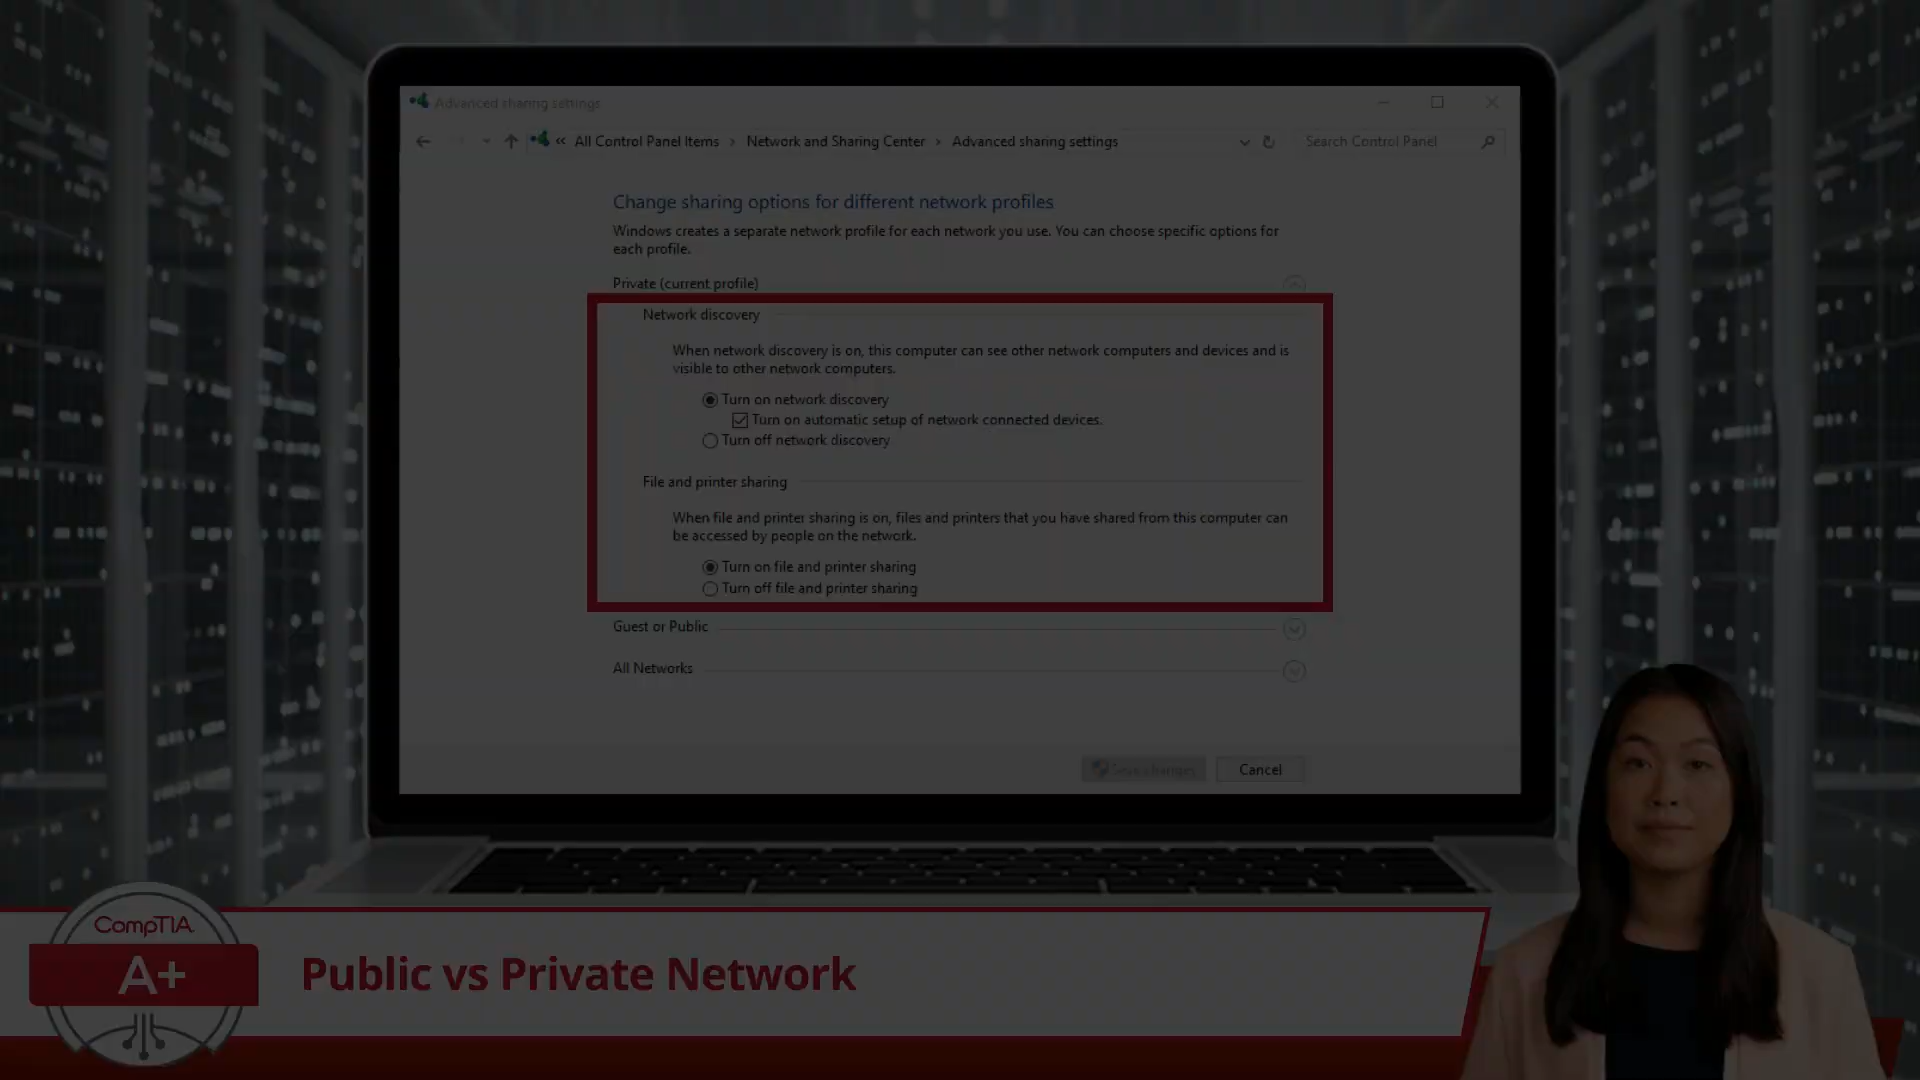 Advanced sharing settings
« All Control Panel Items › Network and Sharing Center › Advanced sharing settings
Search Control Panel
Change sharing options for different network profiles
Windows creates a separate network profile for each network you use. You can choose specific options for
each profile.
Private (current profile)
Network discovery
When network discovery is on, this computer can see other network computers and devices and is
visible to other network computers.
Turn on network discovery
Turn on automatic setup of network connected devices.
Turn off network discovery
File and printer sharing
When file and printer sharing is on, files and printers that you have shared from this computer can
be accessed by people on the network.
Turn on file and printer sharing
Turn off file and printer sharing
Guest or Public
All Networks
Save changes
Cancel
CompTIA
A+
Public vs Private Network